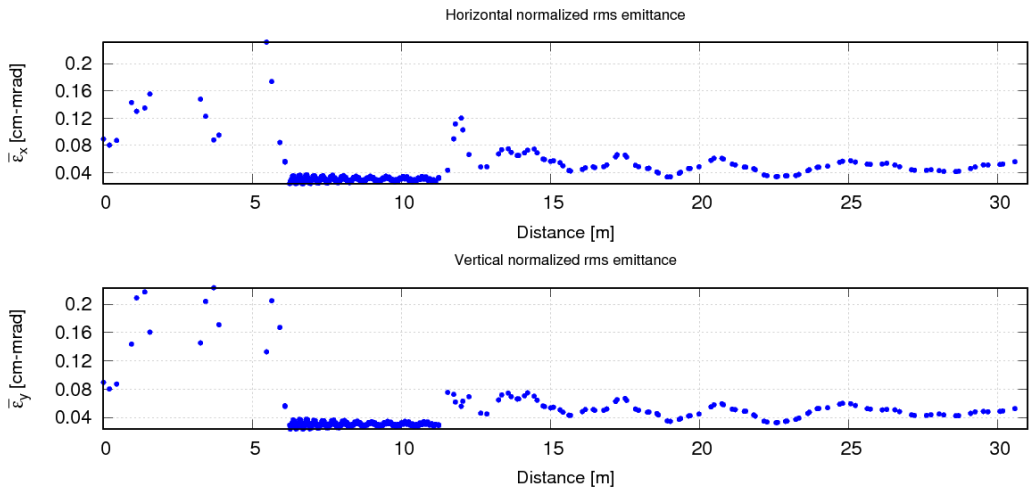 Horizontal normalized rms emittance
0.2
0.16
0.12
0.08
0.04
ε̅x [cm-mrad]
0 5 10 15 20 25 30
Distance [m]
Vertical normalized rms emittance
0.2
0.16
0.12
0.08
0.04
ε̅y [cm-mrad]
0 5 10 15 20 25 30
Distance [m]